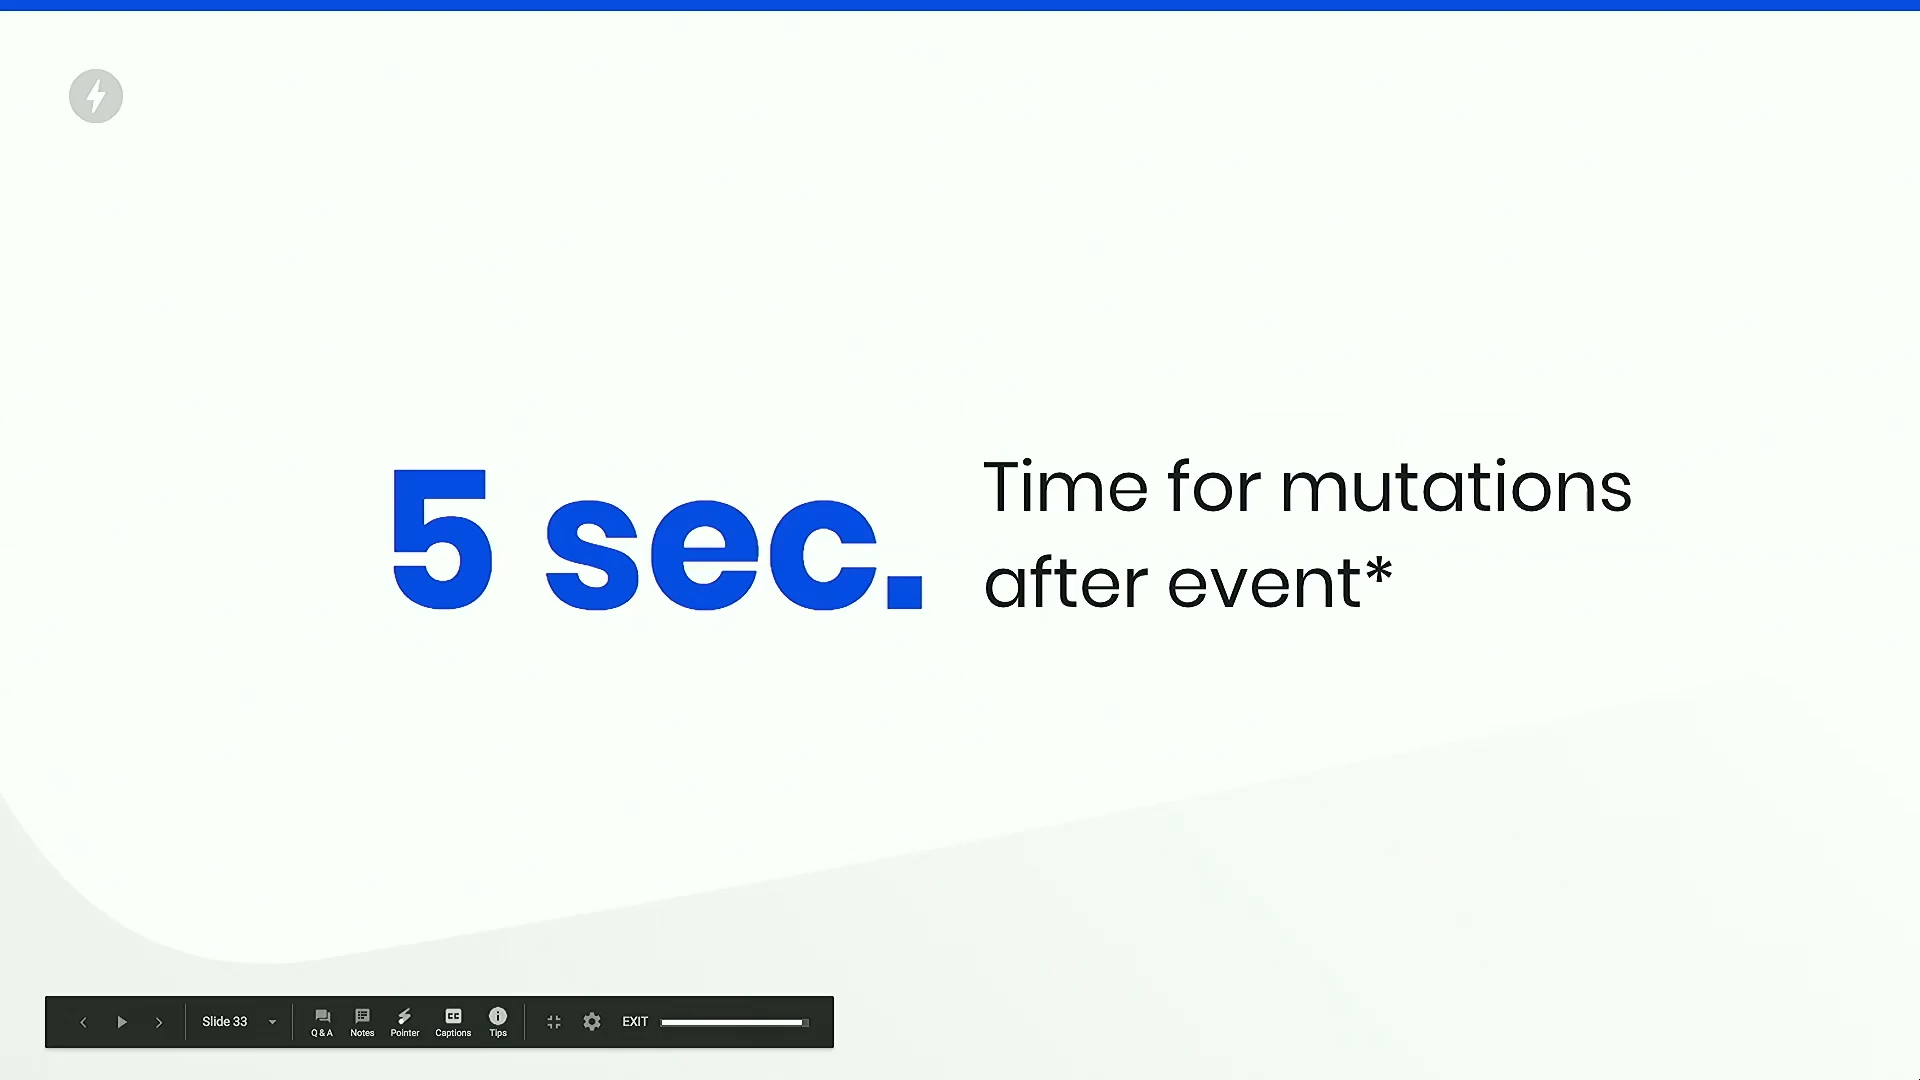 5 sec.
Time for mutations
after event*
Slide 33
Q & A
Notes
Pointer
Captions
Tips
EXIT